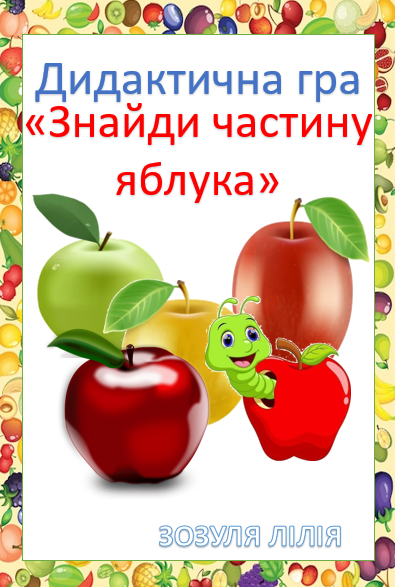 Дидактична гра
«Знайди частину
яблука»
ЗОЗУЛЯ ЛІЛІЯ